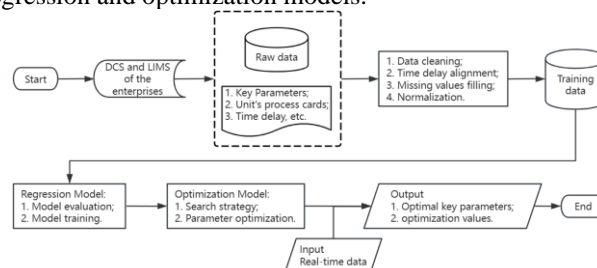 gression and optimization models.
Start
DCS and LIMS
of the
enterprises
Raw data
1. Key Parameters;
2. Unit's process cards;
3. Time delay, etc.
1. Data cleaning;
2. Time delay alignment;
3. Missing values filling;
4. Normalization.
Training
data
Regression Model:
1. Model evaluation;
2. Model training.
Optimization Model:
1. Search strategy;
2. Parameter optimization.
Output
1. Optimal key parameters;
2. optimization values.
End
Input
Real-time data